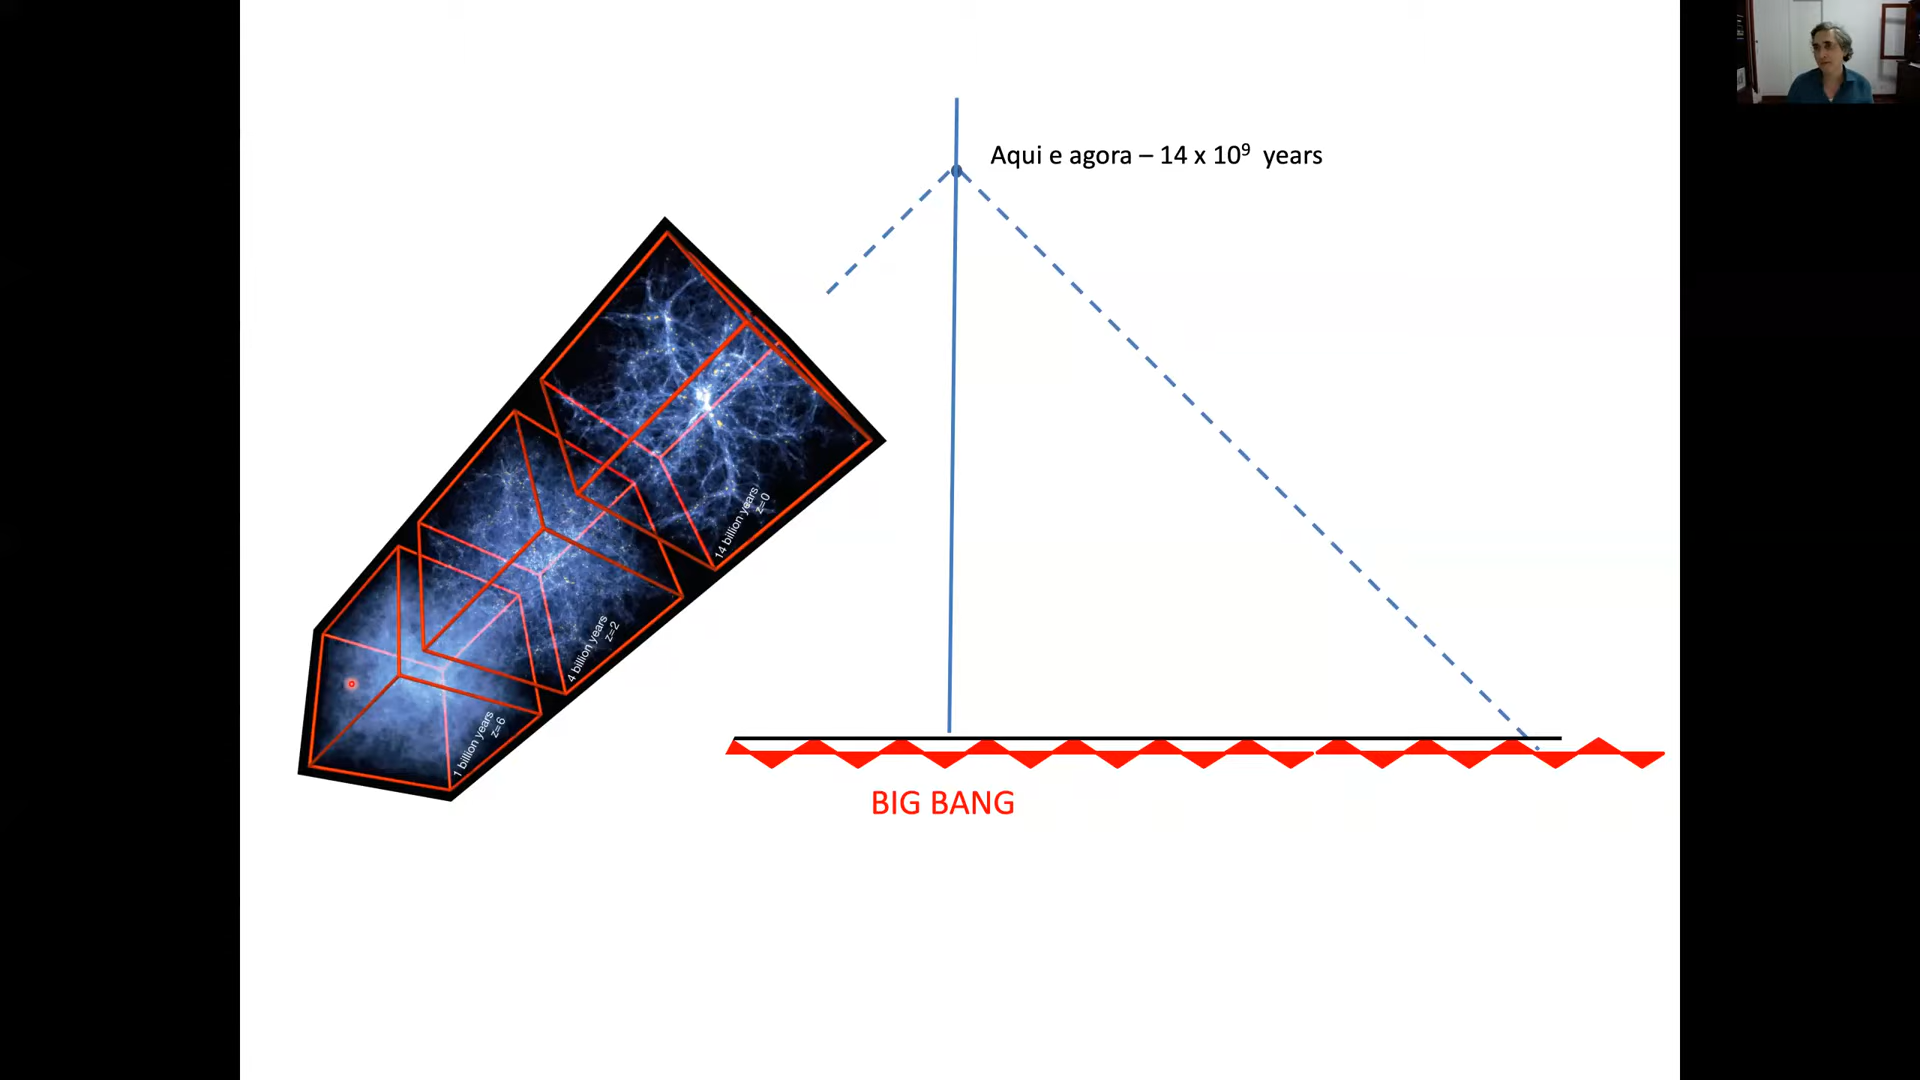 Aqui e agora – 14 x 10⁹ years
14 billion years
z=0
4 billion years
z=2
1 billion years
z=6
BIG BANG